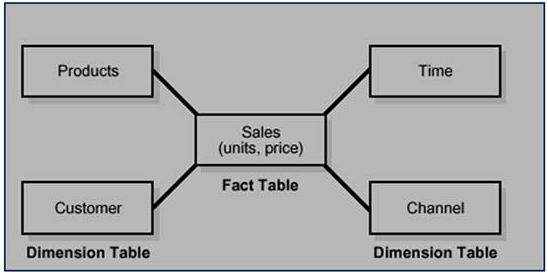 Products
Time
Sales
(units, price)
Fact Table
Customer
Channel
Dimension Table
Dimension Table